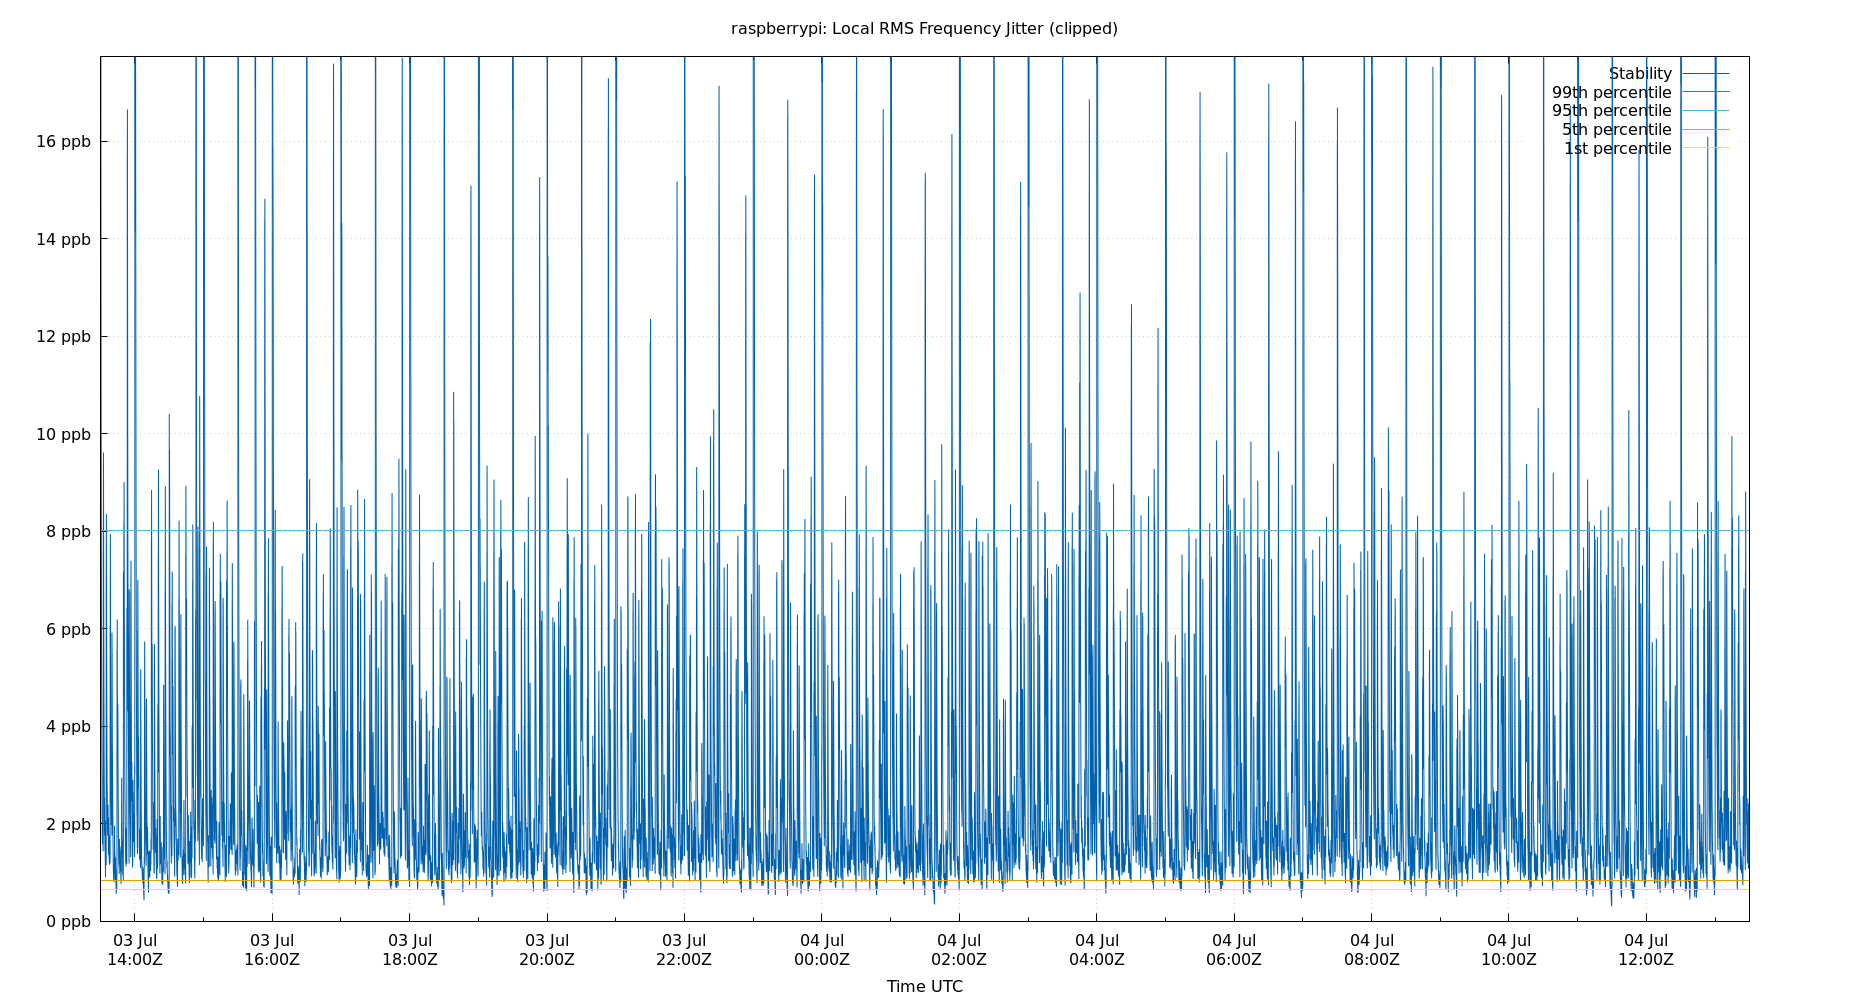 raspberrypi: Local RMS Frequency Jitter (clipped)
Stability
99th percentile
95th percentile
5th percentile
1st percentile
16 ppb
14 ppb
12 ppb
10 ppb
8 ppb
6 ppb
4 ppb
2 ppb
0 ppb
03 Jul 03 Jul 03 Jul 03 Jul 03 Jul 04 Jul 04 Jul 04 Jul 04 Jul 04 Jul 04 Jul 04 Jul
14:00Z 16:00Z 18:00Z 20:00Z 22:00Z 00:00Z 02:00Z 04:00Z 06:00Z 08:00Z 10:00Z 12:00Z
Time UTC